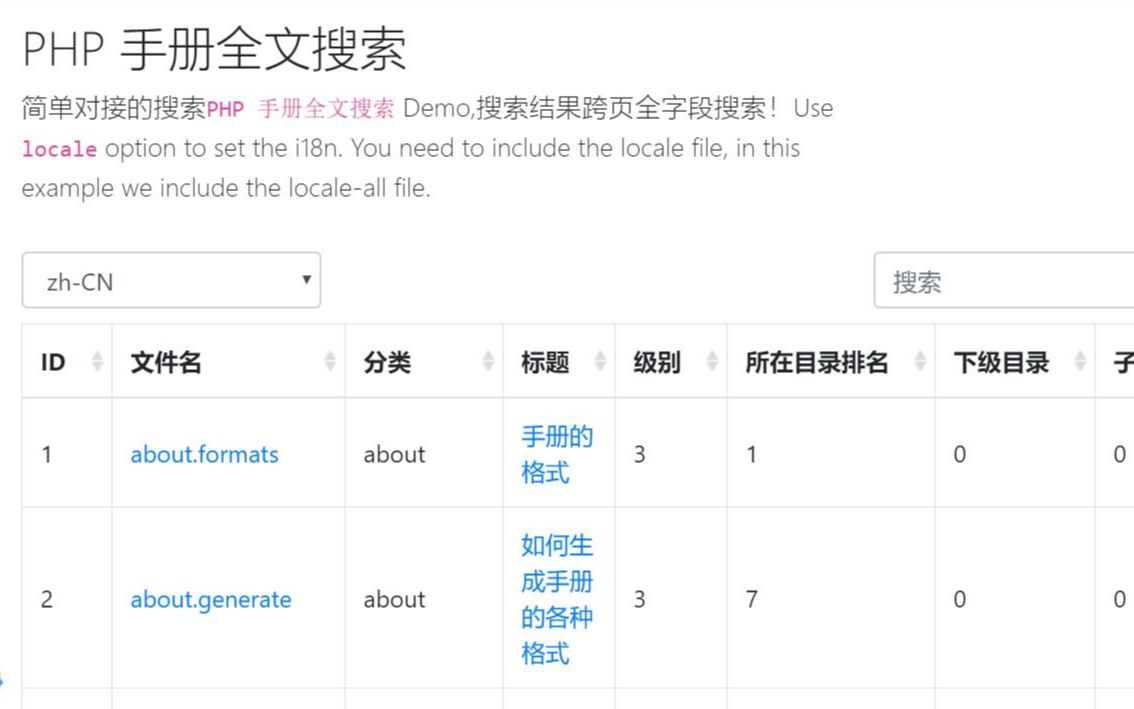 PHP 手册全文搜索
简单对接的搜索PHP 手册全文搜索 Demo,搜索结果跨页全字段搜索！Use
locale option to set the i18n. You need to include the locale file, in this
example we include the locale-all file.
zh-CN
搜索
ID 文件名 分类 标题 级别 所在目录排名 下级目录 子
1 about.formats about 手册的 3 1 0 0
格式
2 about.generate about 如何生 3 7 0 0
成手册
的各种
格式